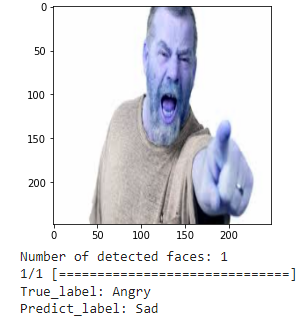 0
50
100
150
200
0 50 100 150 200
Number of detected faces: 1
1/1 [==============================]
True_label: Angry
Predict_label: Sad